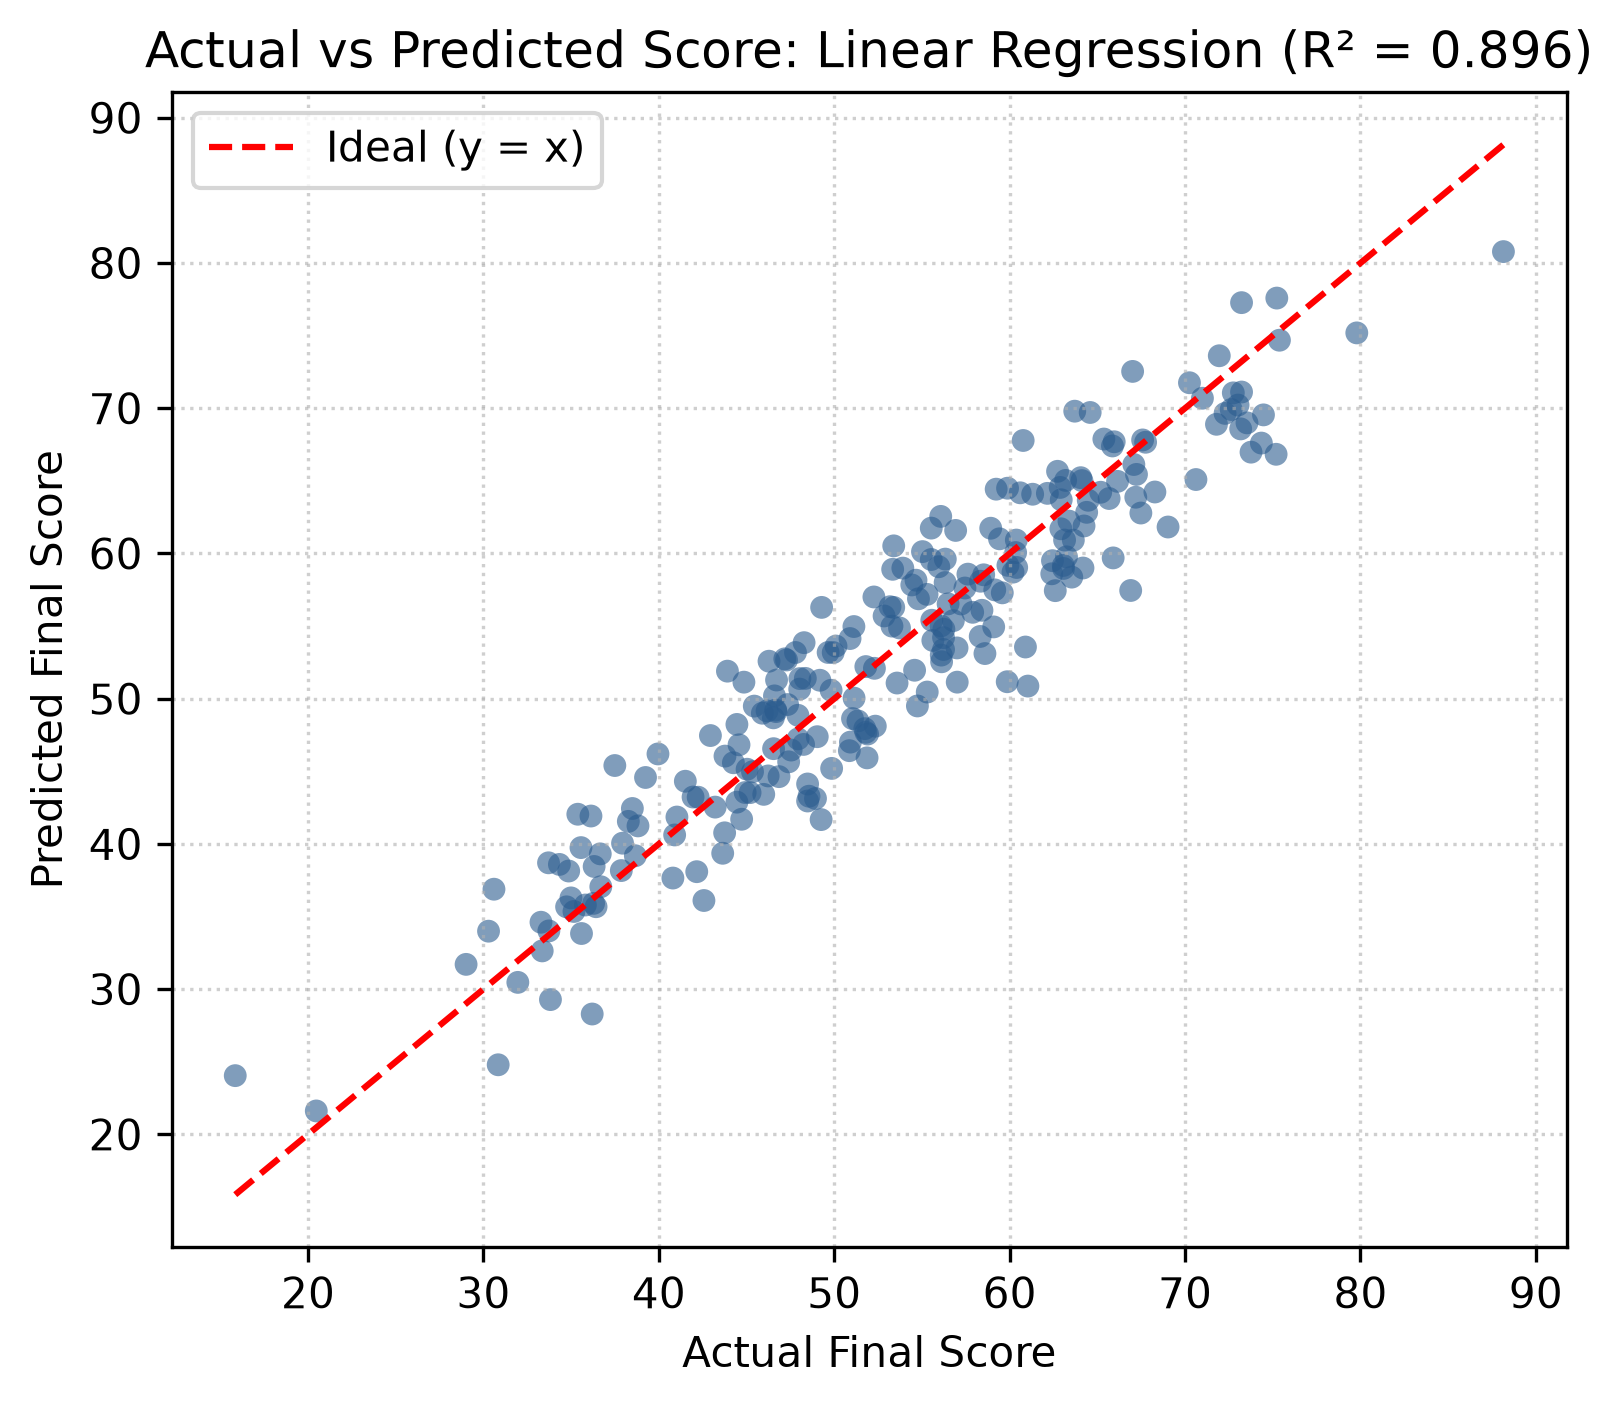 Actual vs Predicted Score: Linear Regression (R² = 0.896)
Ideal (y = x)
90
80
70
60
50
40
30
20
Predicted Final Score
20 30 40 50 60 70 80 90
Actual Final Score